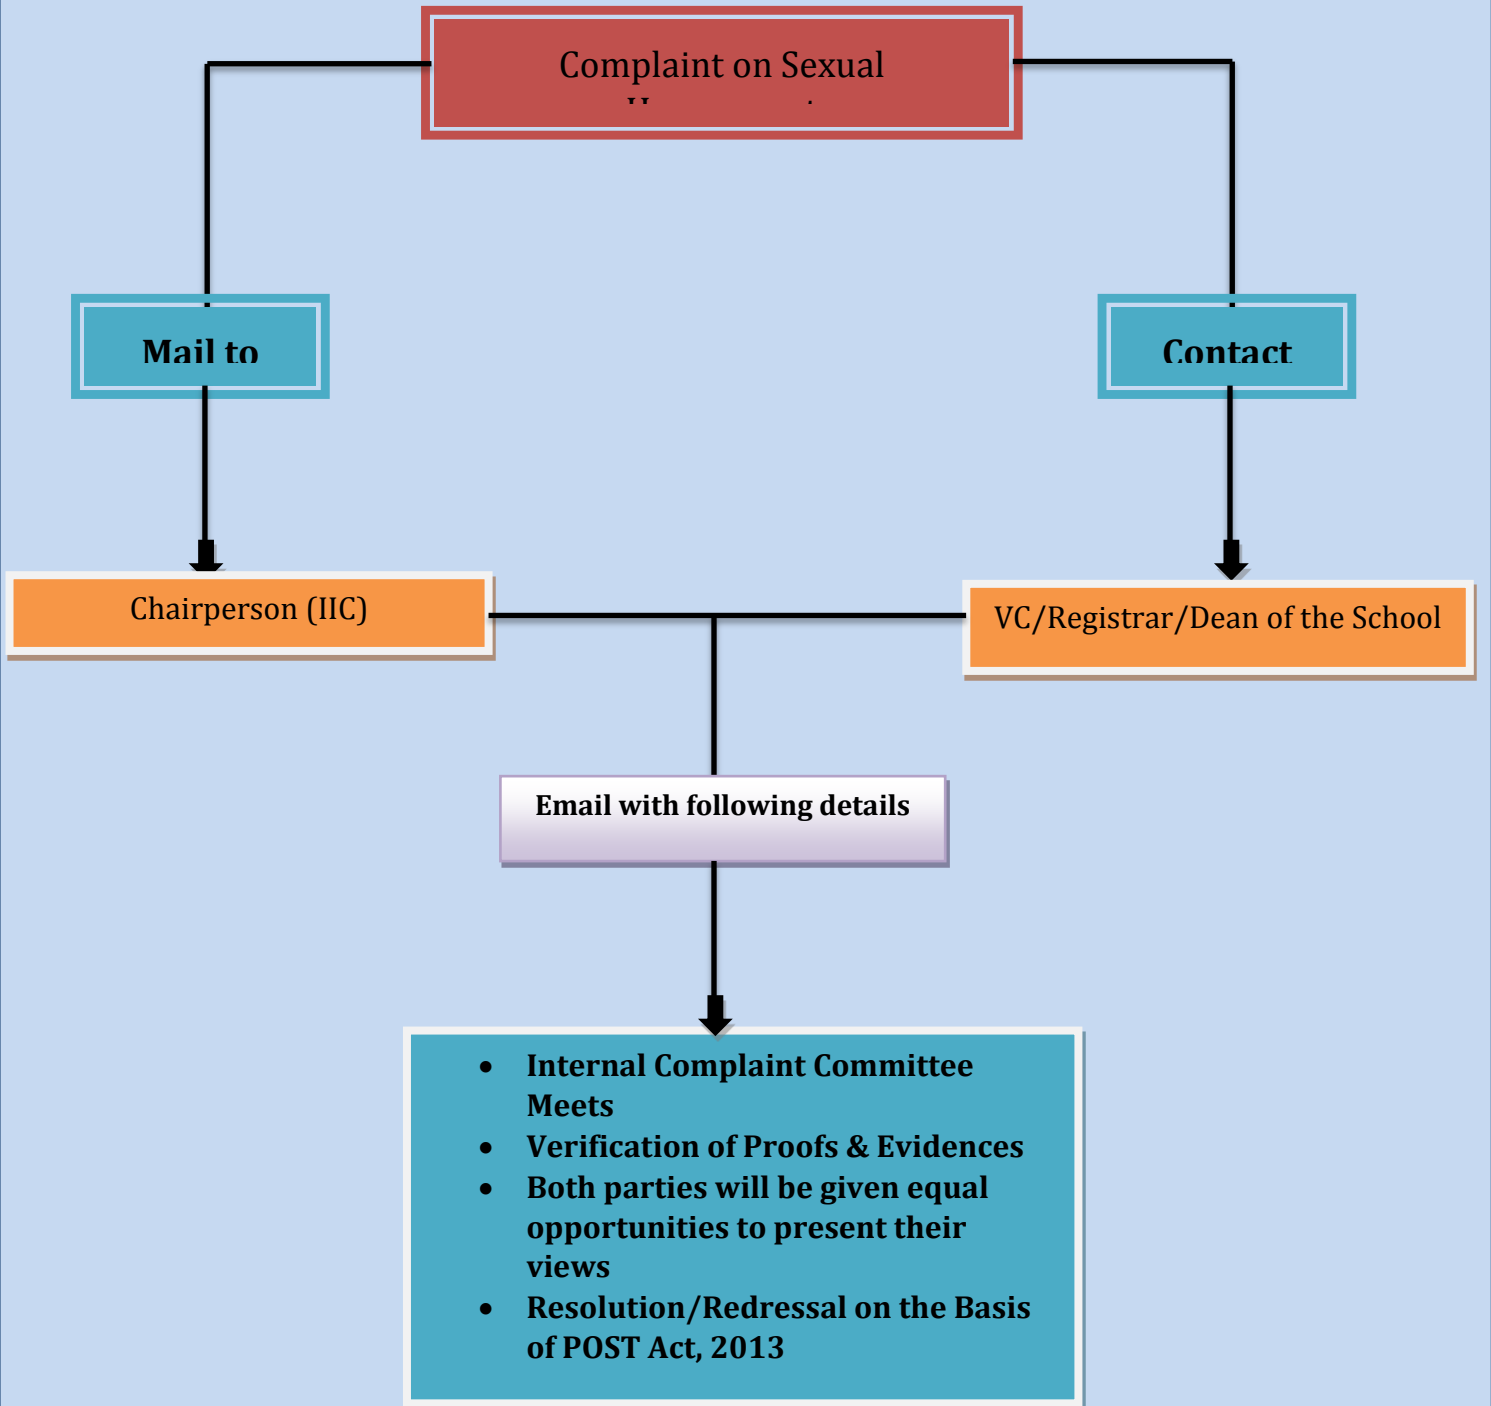 Complaint on Sexual
Mail to
Contact
Chairperson (IIC)
VC/Registrar/Dean of the School
Email with following details
• Internal Complaint Committee
Meets
• Verification of Proofs & Evidences
• Both parties will be given equal
opportunities to present their
views
• Resolution/Redressal on the Basis
of POST Act, 2013